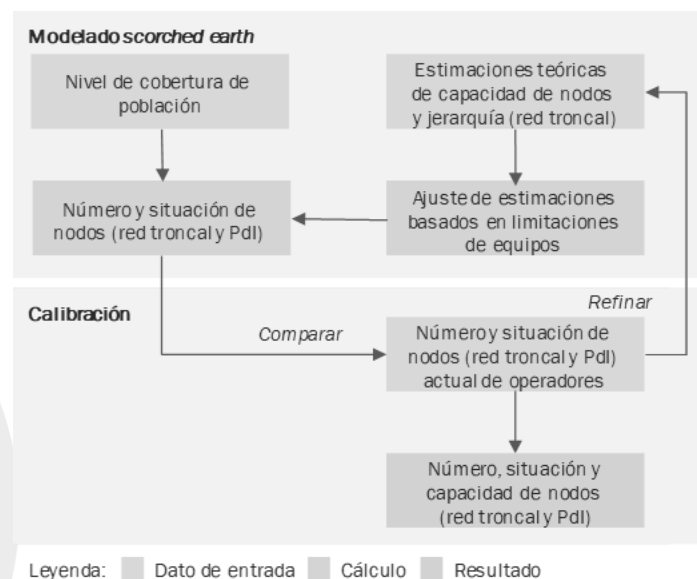 Modelado scorched earth
Nivel de cobertura de
población
Estimaciones teóricas
de capacidad de nodos
y jerarquía (red troncal)
Número y situación de
nodos (red troncal y PdI)
Ajuste de estimaciones
basados en limitaciones
de equipos
Calibración
Comparar
Refinar
Número y situación de
nodos (red troncal y PdI)
actual de operadores
Número, situación y
capacidad de nodos
(red troncal y PdI)
Leyenda: Dato de entrada Cálculo Resultado